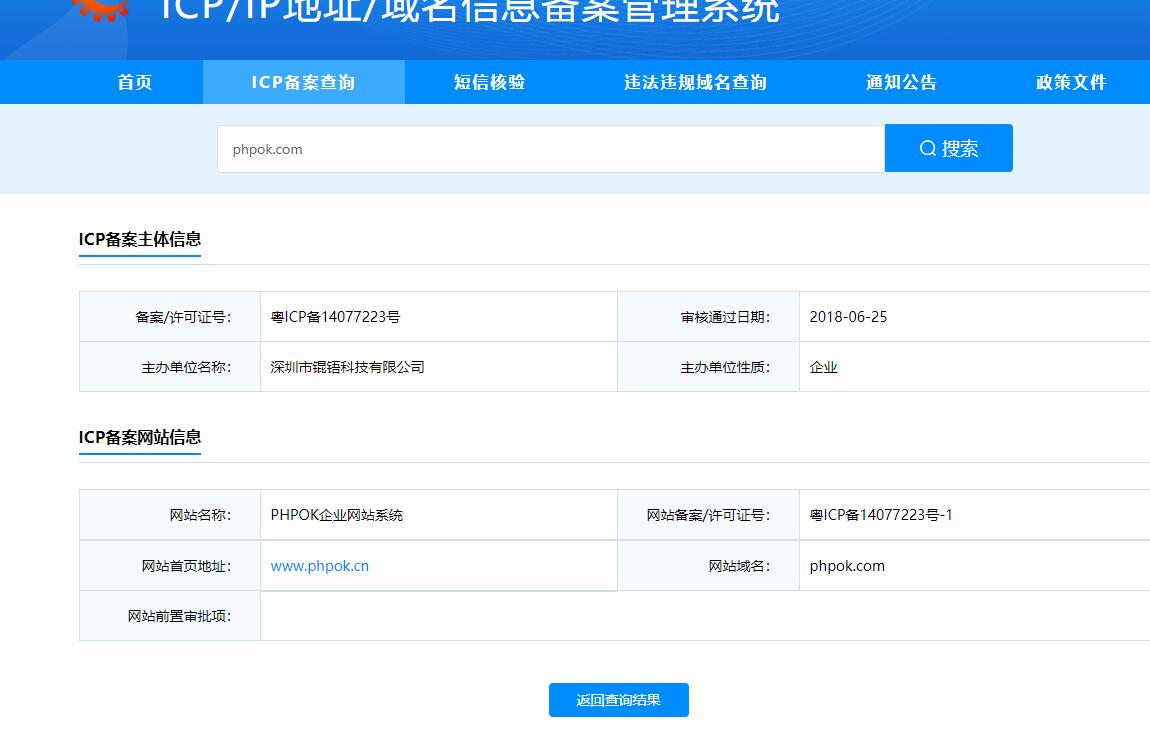 ICP/IP地址/域名信息备案管理系统
首页 ICP备案查询 短信核验 违法违规域名查询 通知公告 政策文件
phpok.com 搜索
ICP备案主体信息
备案/许可证号： 粤ICP备14077223号 审核通过日期： 2018-06-25
主办单位名称： 深圳市锟铻科技有限公司 主办单位性质： 企业
ICP备案网站信息
网站名称： PHPOK企业网站系统 网站备案/许可证号： 粤ICP备14077223号-1
网站首页地址： www.phpok.cn 网站域名： phpok.com
网站前置审批项：
返回查询结果